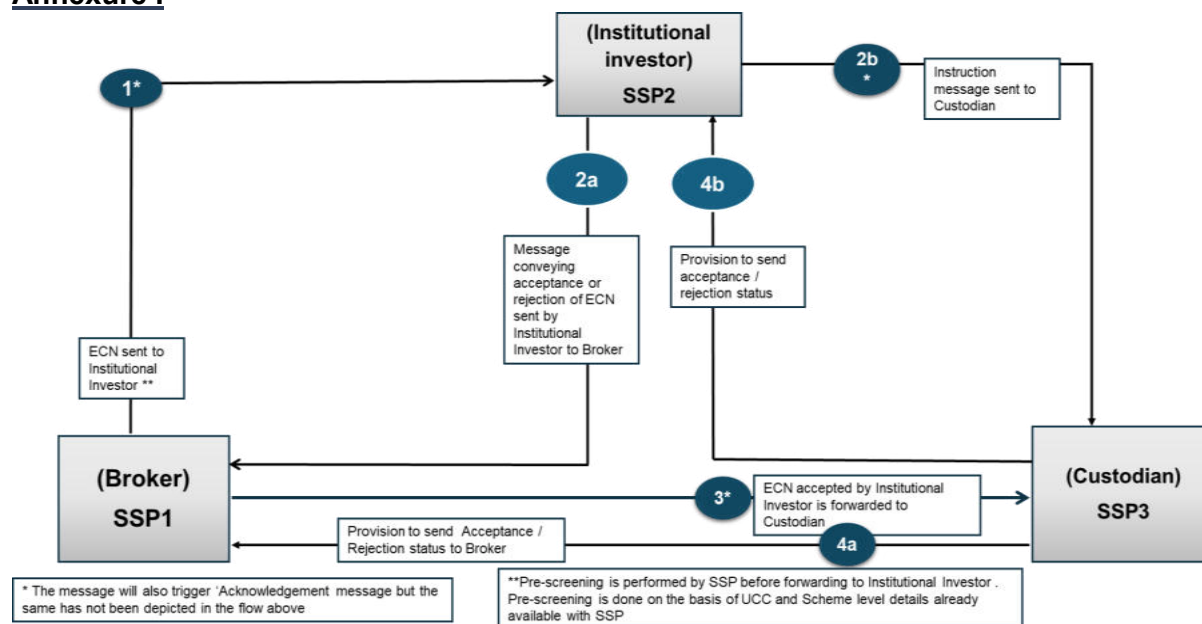 Annexure I
(Institutional
investor)
SSP2
1*
2b
*
Instruction
message sent to
Custodian
2a
4b
Message
conveying
acceptance or
rejection of ECN
sent by
Institutional
Investor to Broker
Provision to send
acceptance /
rejection status
ECN sent to
Institutional
Investor **
(Broker)
SSP1
3*
ECN accepted by Institutional
Investor is forwarded to
Custodian
(Custodian)
SSP3
Provision to send Acceptance /
Rejection status to Broker
4a
* The message will also trigger ‘Acknowledgement message but the
same has not been depicted in the flow above
**Pre-screening is performed by SSP before forwarding to Institutional Investor .
Pre-screening is done on the basis of UCC and Scheme level details already
available with SSP